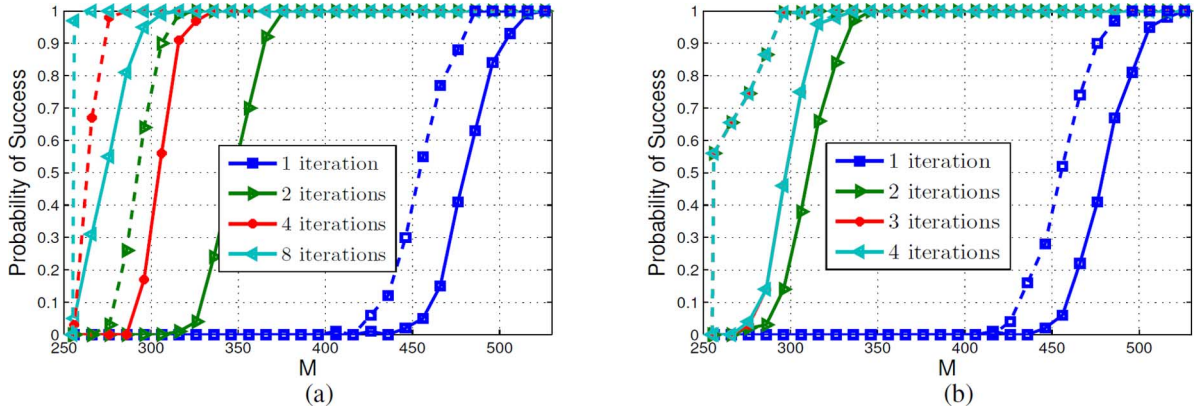 1
0.9
0.8
0.7
0.6
0.5
0.4
0.3
0.2
0.1
0
Probability of Success
1 iteration
2 iterations
4 iterations
8 iterations
250 300 350 400 450 500
M
(a)
1
0.9
0.8
0.7
0.6
0.5
0.4
0.3
0.2
0.1
0
Probability of Success
1 iteration
2 iterations
3 iterations
4 iterations
250 300 350 400 450 500
M
(b)